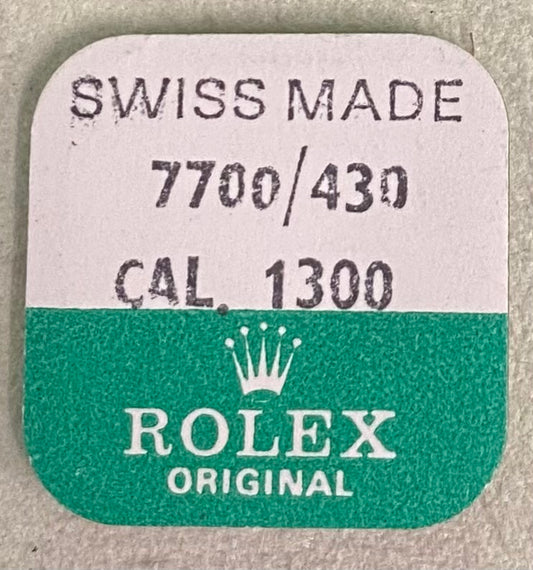 SWISS MADE
7700/430
CAL. 1300
ROLEX
ORIGINAL